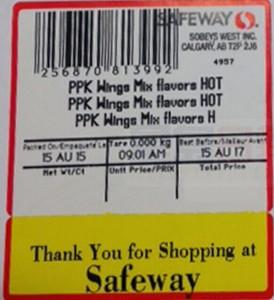 SAFEWAY
SOBEYS WEST INC.
CALGARY, AB T2P 2J6
4957
256870 813992
PPK Wings Mix flavors HOT
PPK Wings Mix flavors HOT
PPK Wings Mix flavors H
Packed On/Empaqueté Le Tare 0.000 kg Best Before/Meilleur Avant
15 AU 15 09:01 AM 15 AU 17
Net Wt/Ct Unit Price/PRIX Total Price
Thank You for Shopping at
Safeway